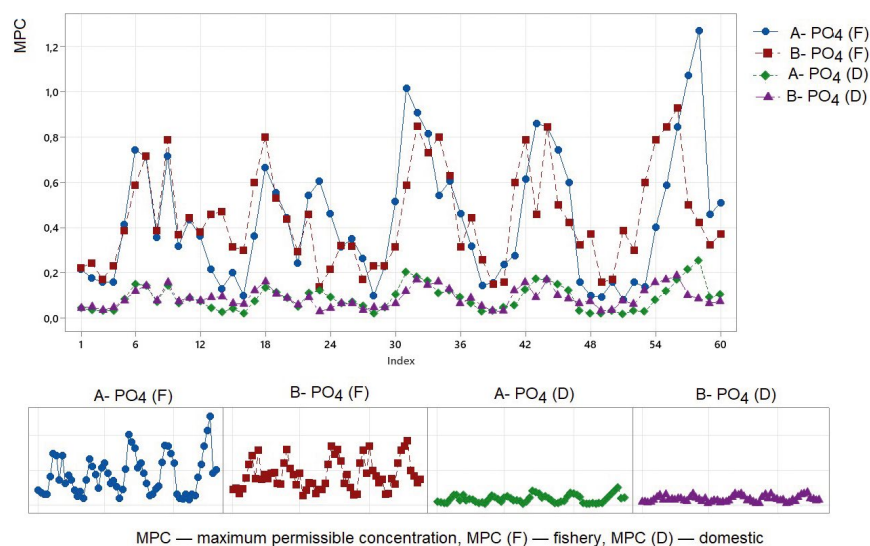 MPC
1,2
1,0
0,8
0,6
0,4
0,2
0,0
1 6 12 18 24 30 36 42 48 54 60
Index
A- PO4 (F)
B- PO4 (F)
A- PO4 (D)
B- PO4 (D)
A- PO4 (F) B- PO4 (F) A- PO4 (D) B- PO4 (D)
MPC — maximum permissible concentration, MPC (F) — fishery, MPC (D) — domestic